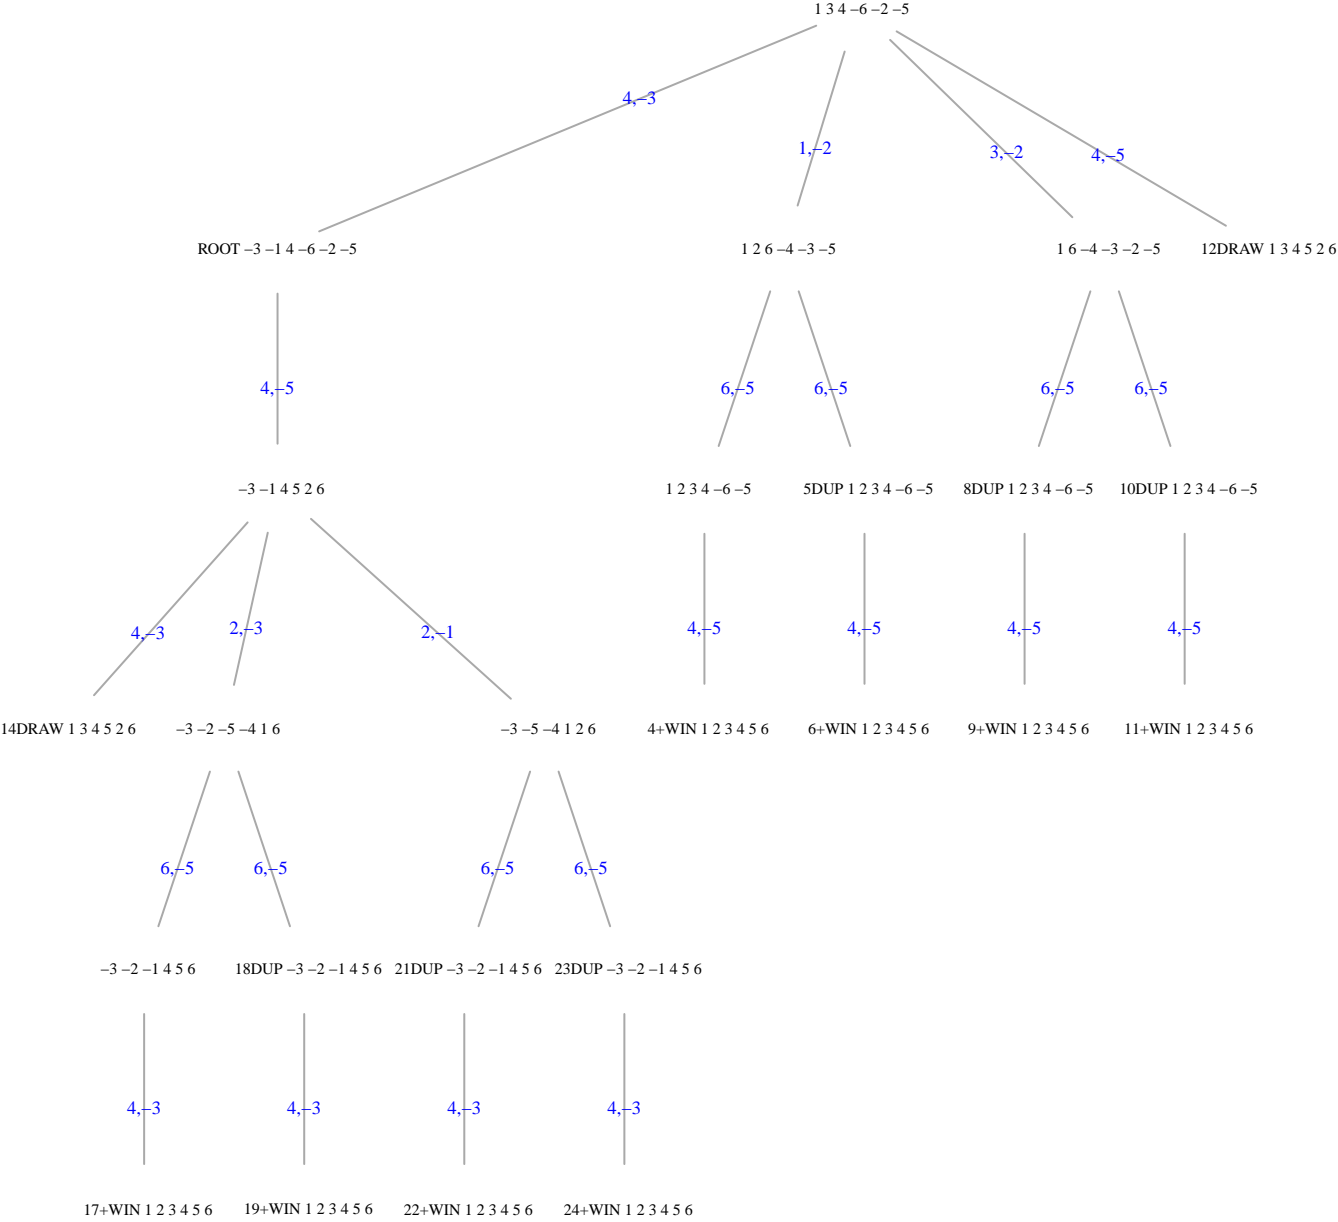 1 3 4 −6 −2 −5
4,−3
1,−2
3,−2
4,−5
ROOT −3 −1 4 −6 −2 −5
1 2 6 −4 −3 −5
1 6 −4 −3 −2 −5
12DRAW 1 3 4 5 2 6
4,−5
6,−5
6,−5
6,−5
6,−5
−3 −1 4 5 2 6
1 2 3 4 −6 −5
5DUP 1 2 3 4 −6 −5
8DUP 1 2 3 4 −6 −5
10DUP 1 2 3 4 −6 −5
4,−3
2,−3
2,−1
4,−5
4,−5
4,−5
4,−5
14DRAW 1 3 4 5 2 6
−3 −2 −5 −4 1 6
−3 −5 −4 1 2 6
4+WIN 1 2 3 4 5 6
6+WIN 1 2 3 4 5 6
9+WIN 1 2 3 4 5 6
11+WIN 1 2 3 4 5 6
6,−5
6,−5
6,−5
6,−5
−3 −2 −1 4 5 6
18DUP −3 −2 −1 4 5 6
21DUP −3 −2 −1 4 5 6
23DUP −3 −2 −1 4 5 6
4,−3
4,−3
4,−3
4,−3
17+WIN 1 2 3 4 5 6
19+WIN 1 2 3 4 5 6
22+WIN 1 2 3 4 5 6
24+WIN 1 2 3 4 5 6